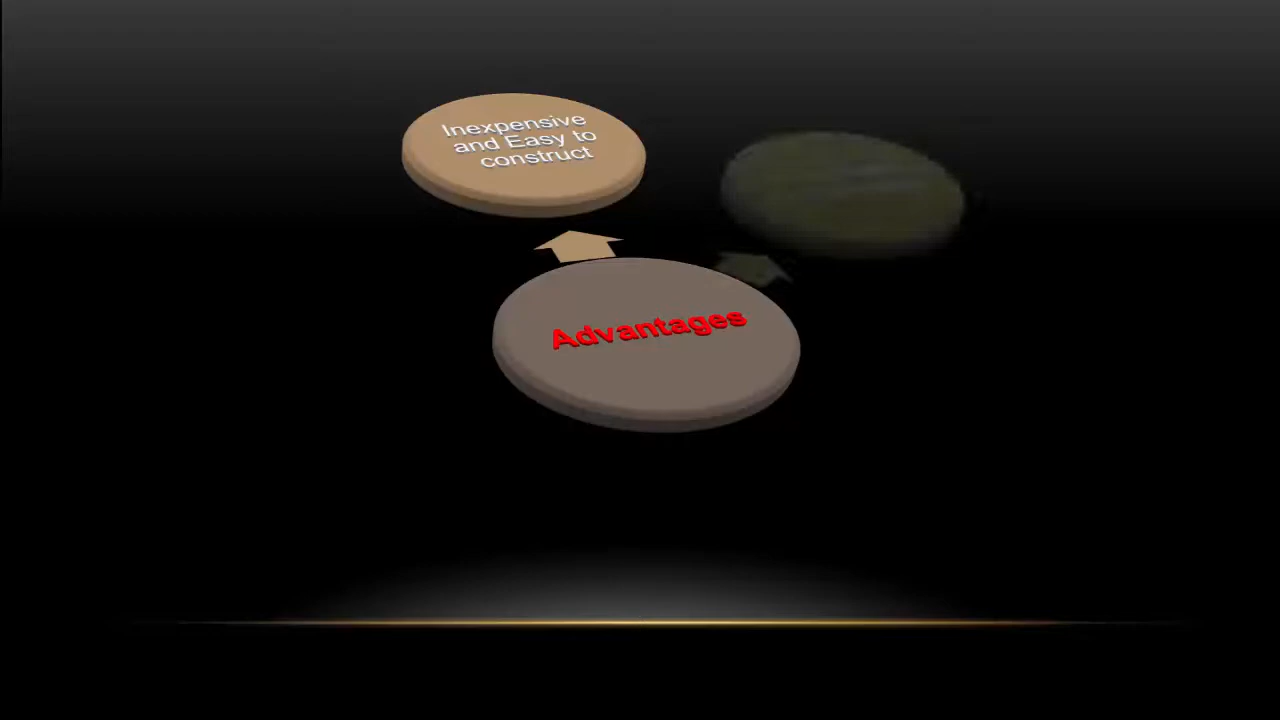 Inexpensive
and Easy to
construct
Advantages